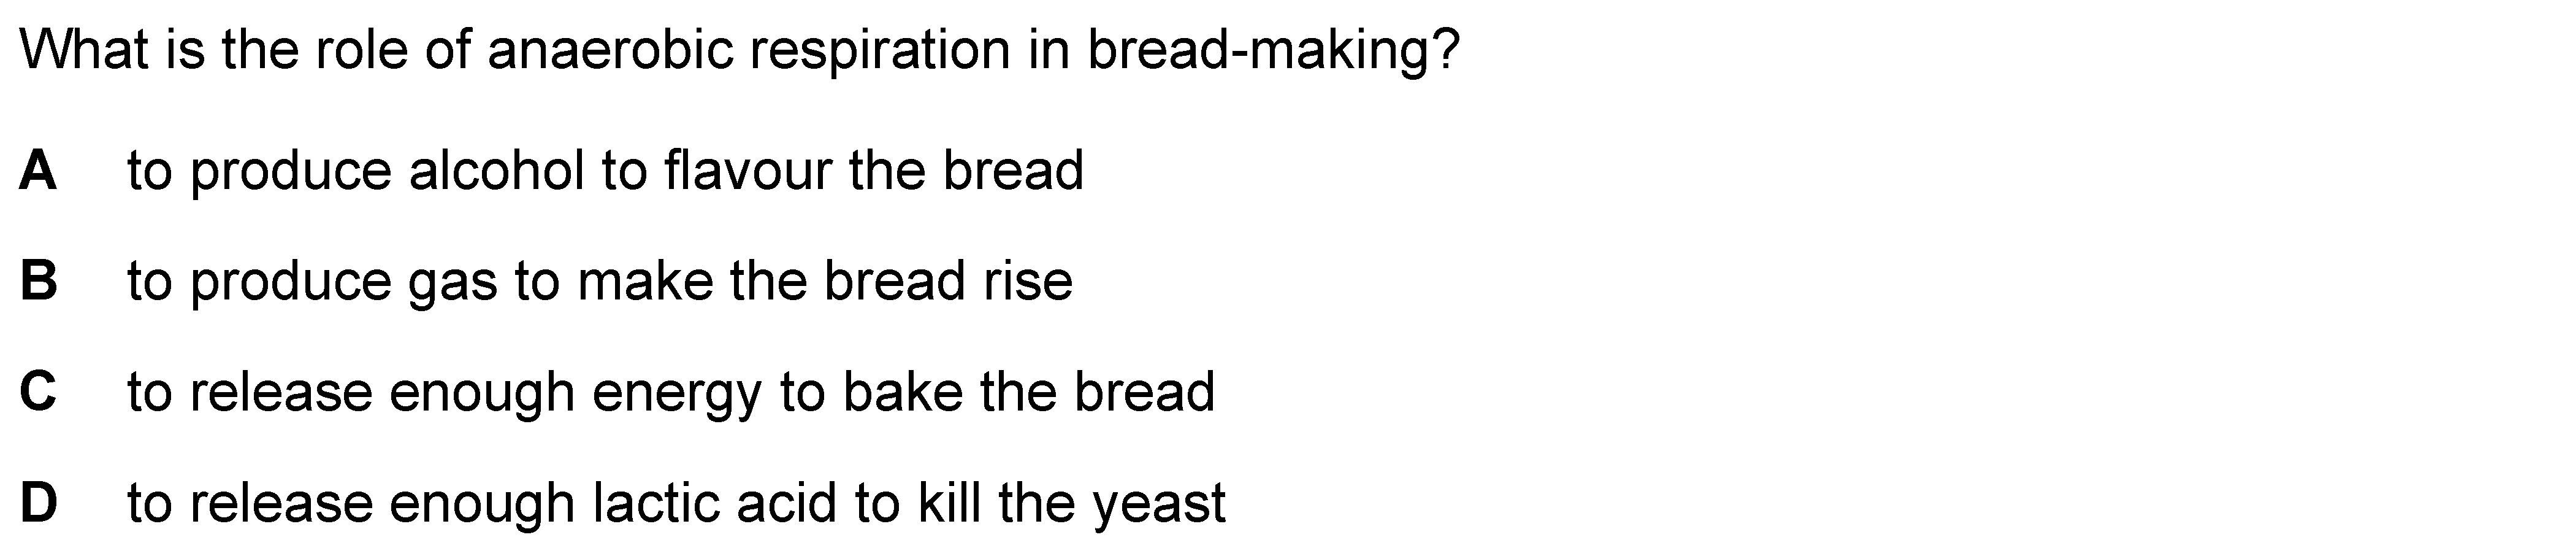 What is the role of anaerobic respiration in bread-making?
A to produce alcohol to flavour the bread
B to produce gas to make the bread rise
C to release enough energy to bake the bread
D to release enough lactic acid to kill the yeast